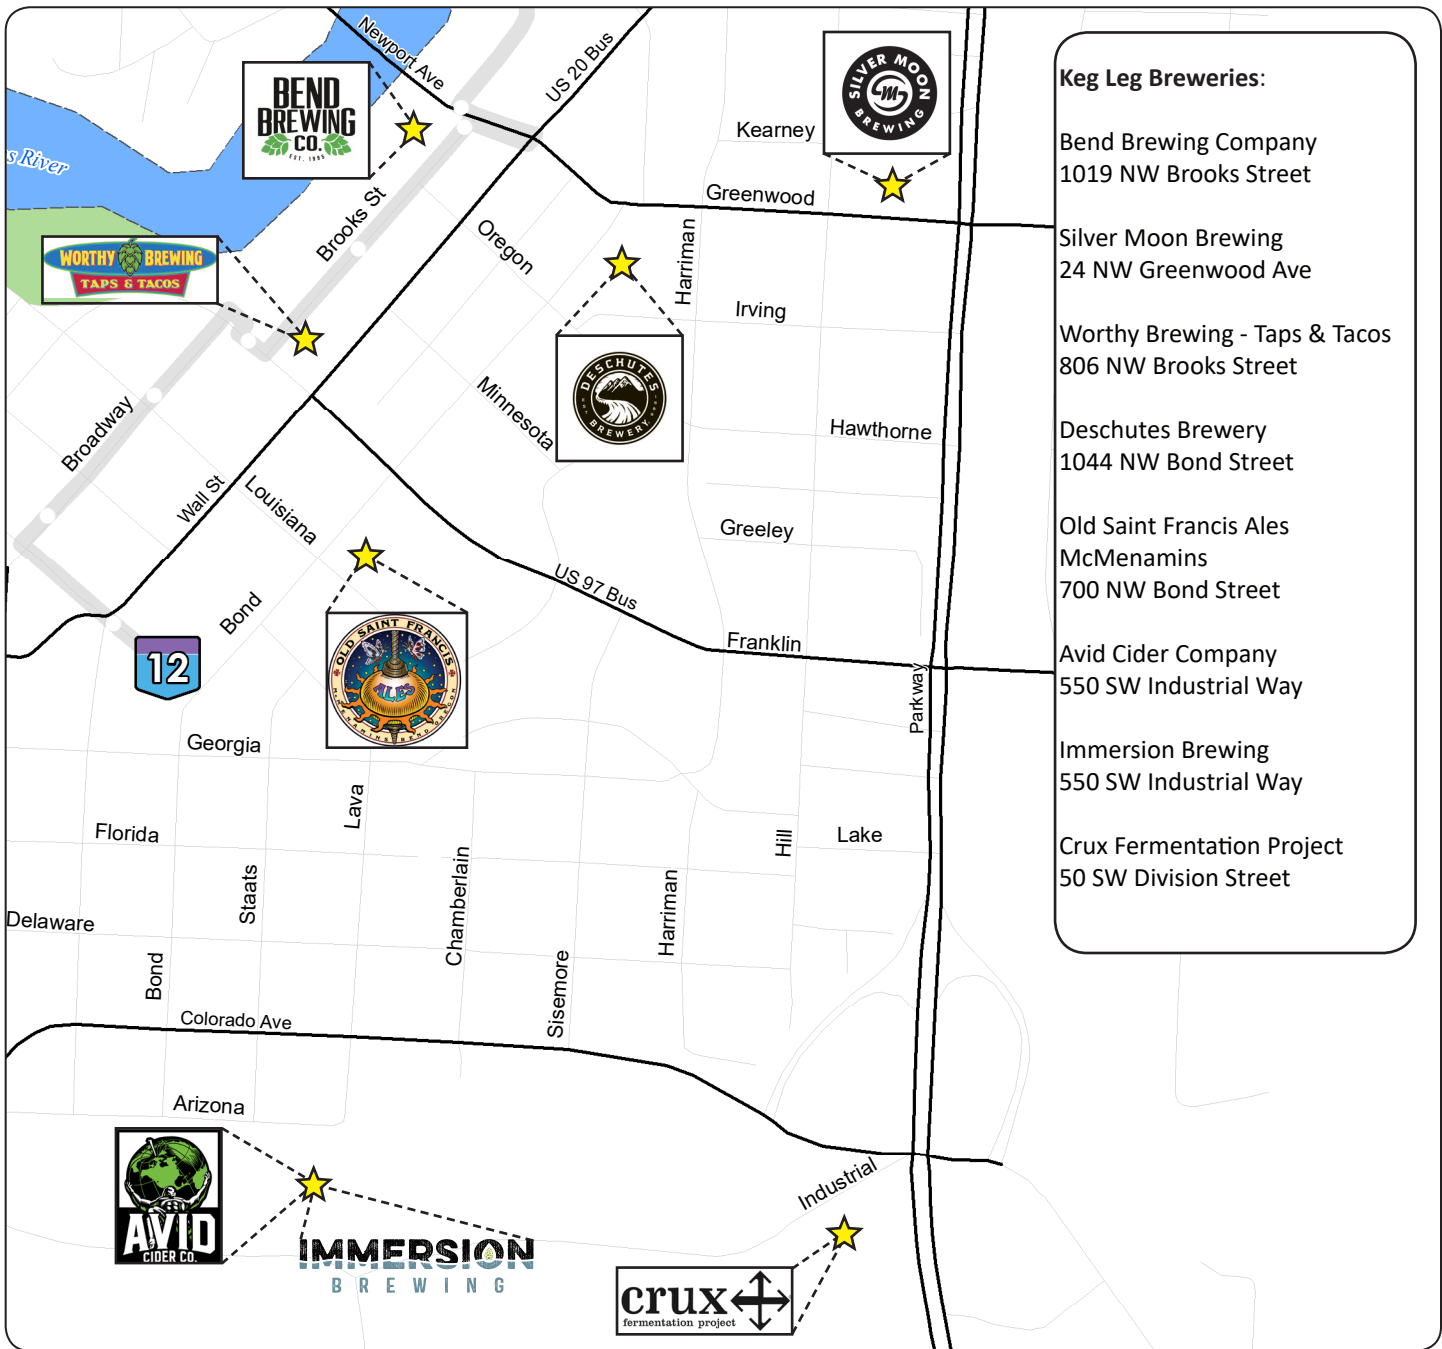 Newport Ave
US 20 Bus
BEND
BREWING
CO.
EST. 1995
SILVER MOON
BREWING
Kearney
s River
Brooks St
Greenwood
Oregon
Harriman
WORTHY BREWING
TAPS & TACOS
Irving
DESCHUTES
BREWERY
Minnesota
Hawthorne
Broadway
Wall St
Louisiana
Greeley
US 97 Bus
Bond
Franklin
12
OLD SAINT FRANCIS
ALES
MCMENAMINS BEND OREGON
Parkway
Georgia
Lava
Florida
Hill
Lake
Staats
Chamberlain
Harriman
Delaware
Bond
Sisemore
Colorado Ave
Arizona
AVID
CIDER CO.
Industrial
IMMERSION
BREWING
crux
fermentation project
Keg Leg Breweries:
Bend Brewing Company
1019 NW Brooks Street
Silver Moon Brewing
24 NW Greenwood Ave
Worthy Brewing - Taps & Tacos
806 NW Brooks Street
Deschutes Brewery
1044 NW Bond Street
Old Saint Francis Ales
McMenamins
700 NW Bond Street
Avid Cider Company
550 SW Industrial Way
Immersion Brewing
550 SW Industrial Way
Crux Fermentation Project
50 SW Division Street